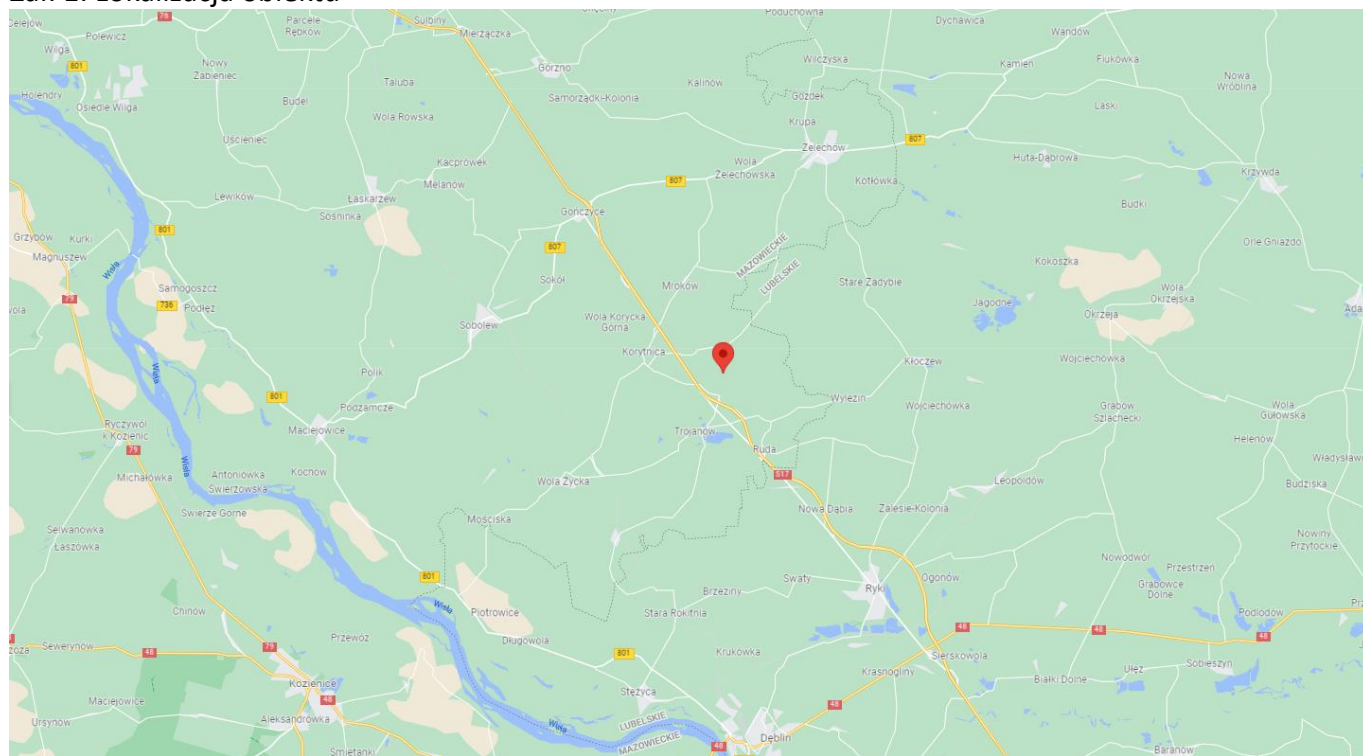 Celejów
Polewicz
76
Parcele
Rębków
Sulbiny
Mierżączka
Poduchowna
Dychawica
Wandów
Wilga
801
Nowy
Żabieniec
Górzno
Wilczyska
Kamień
Fiukówka
Holendry
Osiedle Wilga
Budel
Taluba
Samorządki-Kolonia
Kalinów
Gózdek
Laski
Nowa
Wróblina
Wola Rowska
Krupa
Uścieniec
Żelechów
807
Kacprówek
Wola
Żelechowska
Huta-Dąbrowa
Krzywda
Melanów
807
Kotłówka
Lewików
Łaskarzew
Budki
Sośninka
Gończyce
Grzybów
Kurki
801
Magnuszew
807
Orle Gniazdo
Wisła
MAZOWIECKIE
LUBELSKIE
Kokoszka
Samogoszcz
Sokół
Mroków
Stare Zadybie
Wola
Okrzejska
79
736
Podłęż
Jagodne
Okrzeja
Wola Korycka
Górna
Sobolew
Korytnica
Kłoczew
Wojciechówka
Wisła
Polik
801
Podzamcze
Wylezin
Wojciechówka
Grabów
Szlachecki
Wola
Gułowska
Ryczywół
k Kozienic
Maciejowice
Trojanów
Helenów
79
Wisła
Ruda
Michałówka
Antoniówka
Świerżowska
Kochów
Wola Życka
S17
Leopoldów
Budziska
Świerże Górne
Nowa Dąbia
Zalesie-Kolonia
Mościska
Selwanówka
Łaszówka
Nowiny
Przytockie
Nowodwór
Przestrzeń
801
Swaty
Ogonów
Grabowce
Dolne
Brzeziny
Ryki
Chinów
Wisła
Piotrowice
Stara Rokitnia
Podlodów
Przewóz
Długowola
48
48
48
Sewerynów
48
79
801
Krukówka
Sierskowola
Krasnogliny
Ułęż
Sobieszyn
Kozienice
Białki Dolne
Maciejowice
48
Stężyca
Ursynów
Aleksandrówka
48
Wisła
LUBELSKIE
MAZOWIECKIE
48
Dęblin
Śmietanki
Baranów